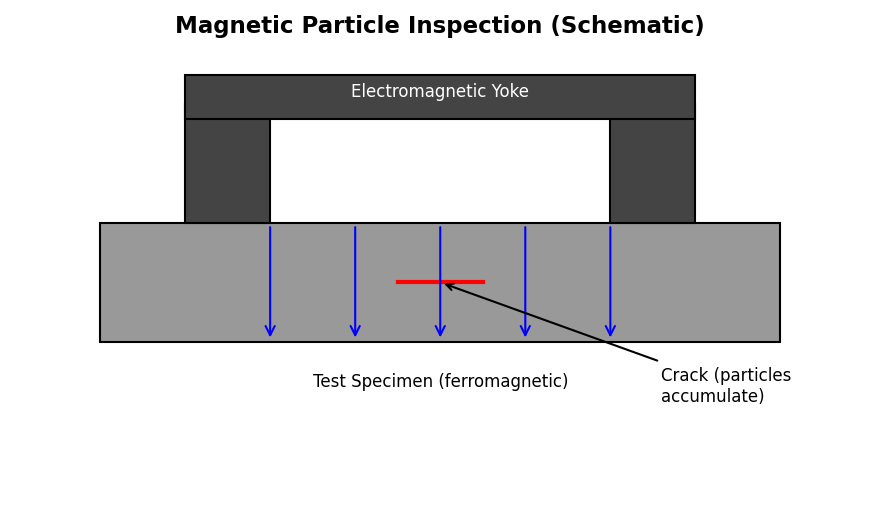 Magnetic Particle Inspection (Schematic)
Electromagnetic Yoke
Test Specimen (ferromagnetic)
Crack (particles
accumulate)